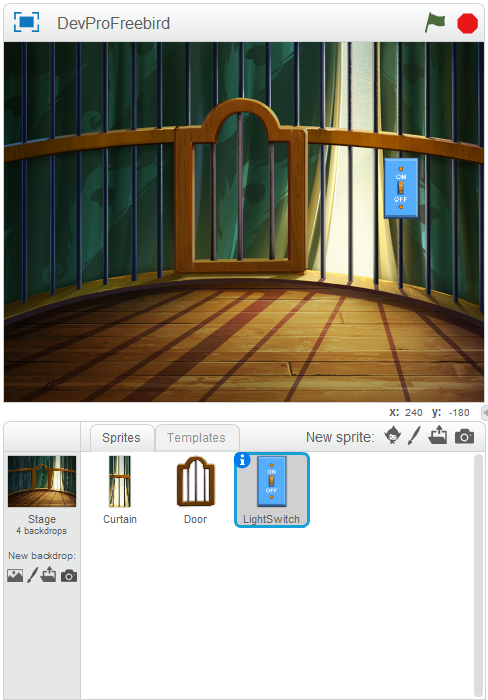 DevProFreebird
ON
OFF
x: 240 y: -180
Sprites
Templates
New sprite:
Stage
4 backdrops
New backdrop:
Curtain
Door
i
ON
OFF
LightSwitch